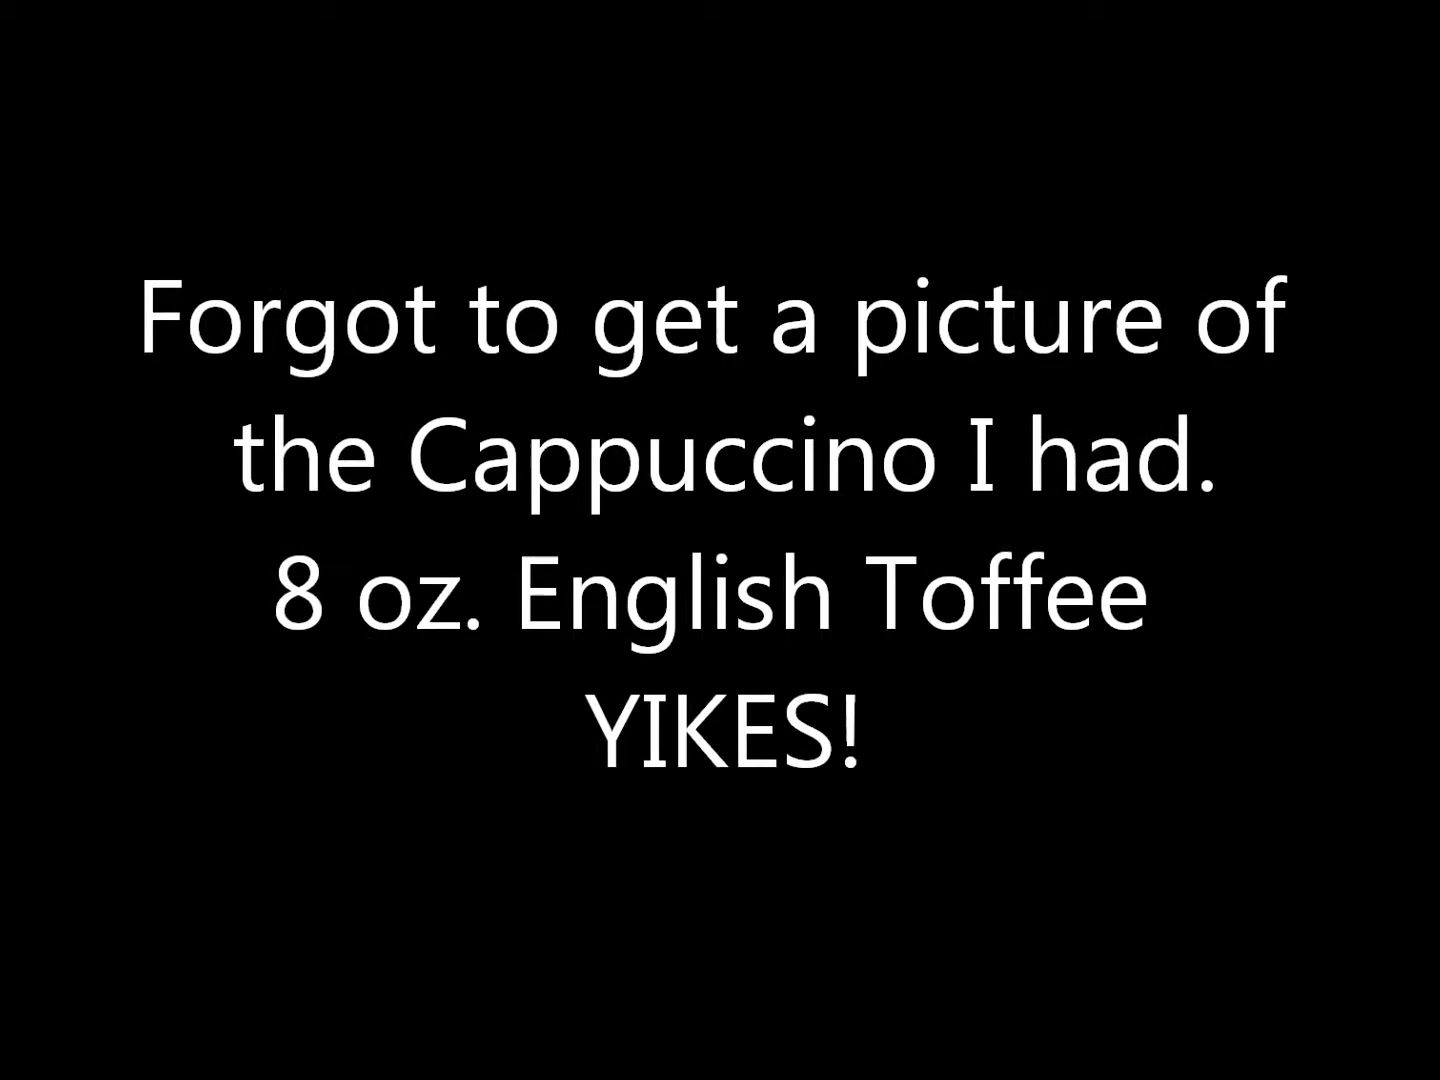 Forgot to get a picture of
the Cappuccino I had.
8 oz. English Toffee
YIKES!